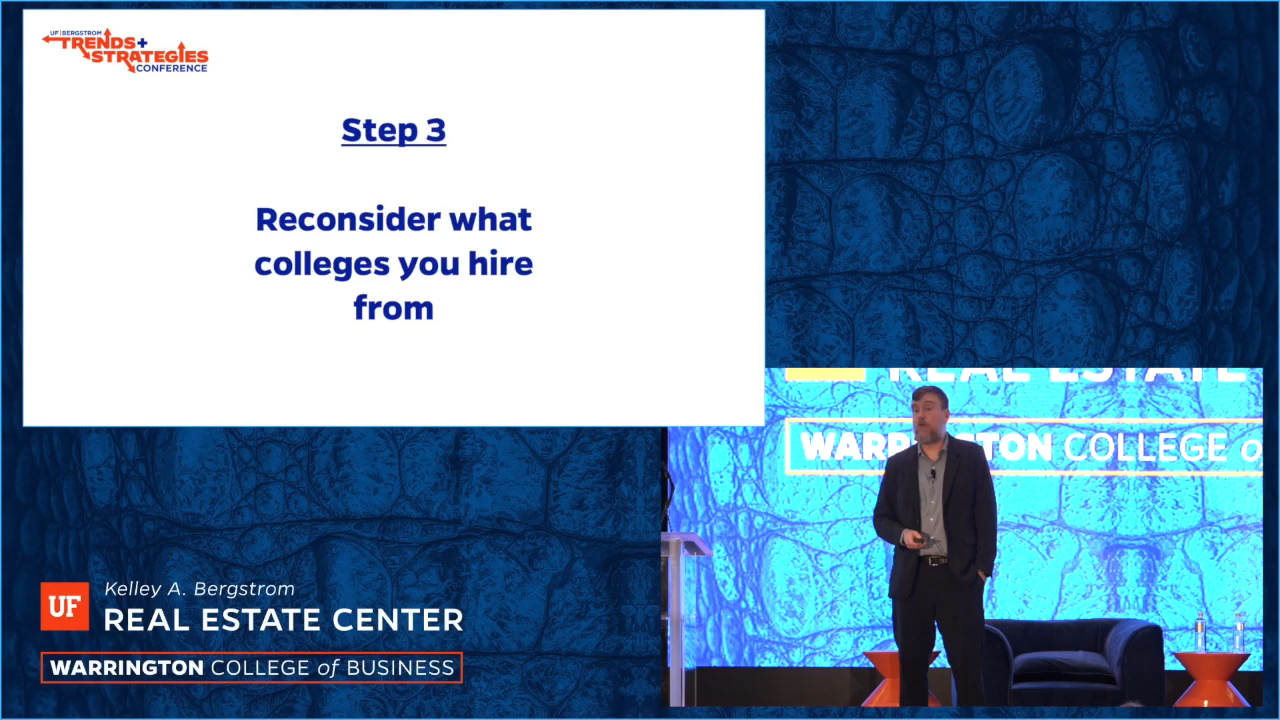 UF|BERGSTROM
TRENDS+
STRATEGIES
CONFERENCE
Step 3
Reconsider what
colleges you hire
from
REAL ESTATE
WARRINGTON COLLEGE o
UF
Kelley A. Bergstrom
REAL ESTATE CENTER
WARRINGTON COLLEGE of BUSINESS